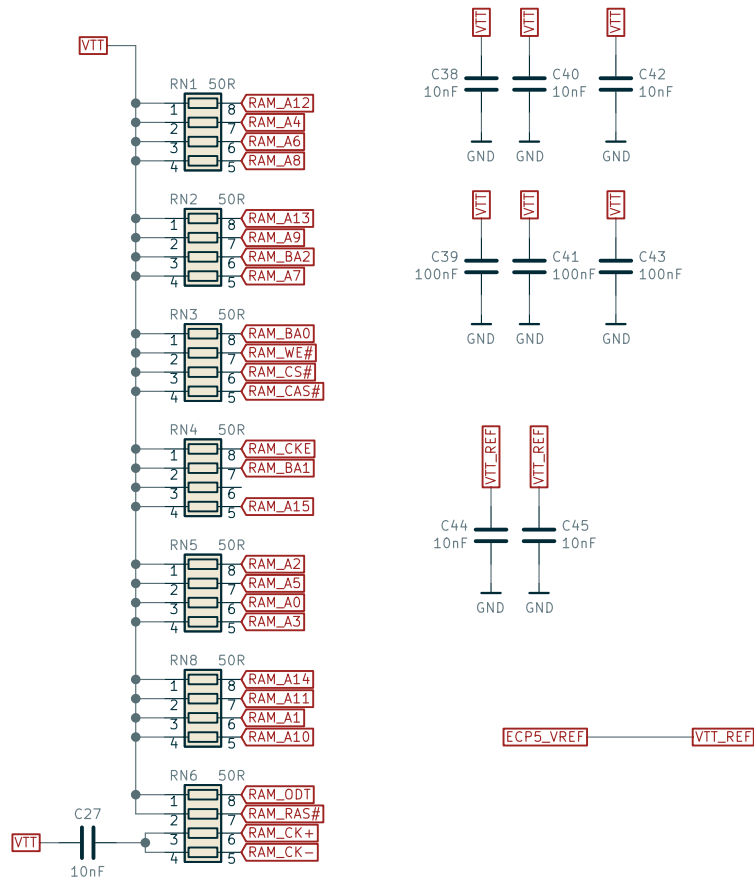 VTT
RN1 50R
1 8 RAM_A12
2 7 RAM_A4
3 6 RAM_A6
4 5 RAM_A8
RN2 50R
1 8 RAM_A13
2 7 RAM_A9
3 6 RAM_BA2
4 5 RAM_A7
RN3 50R
1 8 RAM_BA0
2 7 RAM_WE#
3 6 RAM_CS#
4 5 RAM_CAS#
RN4 50R
1 8 RAM_CKE
2 7 RAM_BA1
3 6
4 5 RAM_A15
RN5 50R
1 8 RAM_A2
2 7 RAM_A5
3 6 RAM_A0
4 5 RAM_A3
RN8 50R
1 8 RAM_A14
2 7 RAM_A11
3 6 RAM_A1
4 5 RAM_A10
RN6 50R
1 8 RAM_ODT
2 7 RAM_RAS#
3 6 RAM_CK+
4 5 RAM_CK-
C27
VTT
10nF
VTT VTT VTT
C38 C40 C42
10nF 10nF 10nF
GND GND GND
VTT VTT VTT
C39 C41 C43
100nF 100nF 100nF
GND GND GND
VTT_REF VTT_REF
C44 C45
10nF 10nF
GND GND
ECP5_VREF VTT_REF